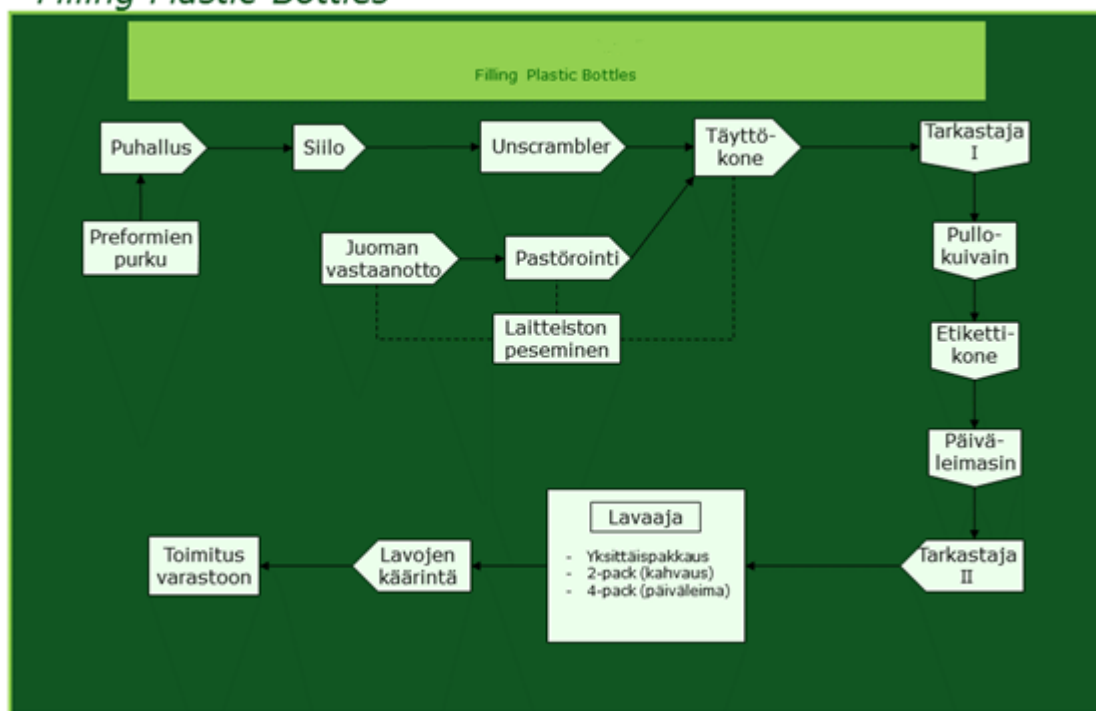 Filling Plastic Bottles
Filling Plastic Bottles
Puhallus
Siilo
Unscrambler
Täyttö-
kone
Tarkastaja
I
Preformien
purku
Juoman
vastaanotto
Pastörointi
Pullo-
kuivain
Laitteiston
peseminen
Etiketti-
kone
Päivä-
leimasin
Lavaaja
- Yksittäispakkaus
- 2-pack (kahvaus)
- 4-pack (päiväleima)
Toimitus
varastoon
Lavojen
käärintä
Tarkastaja
II